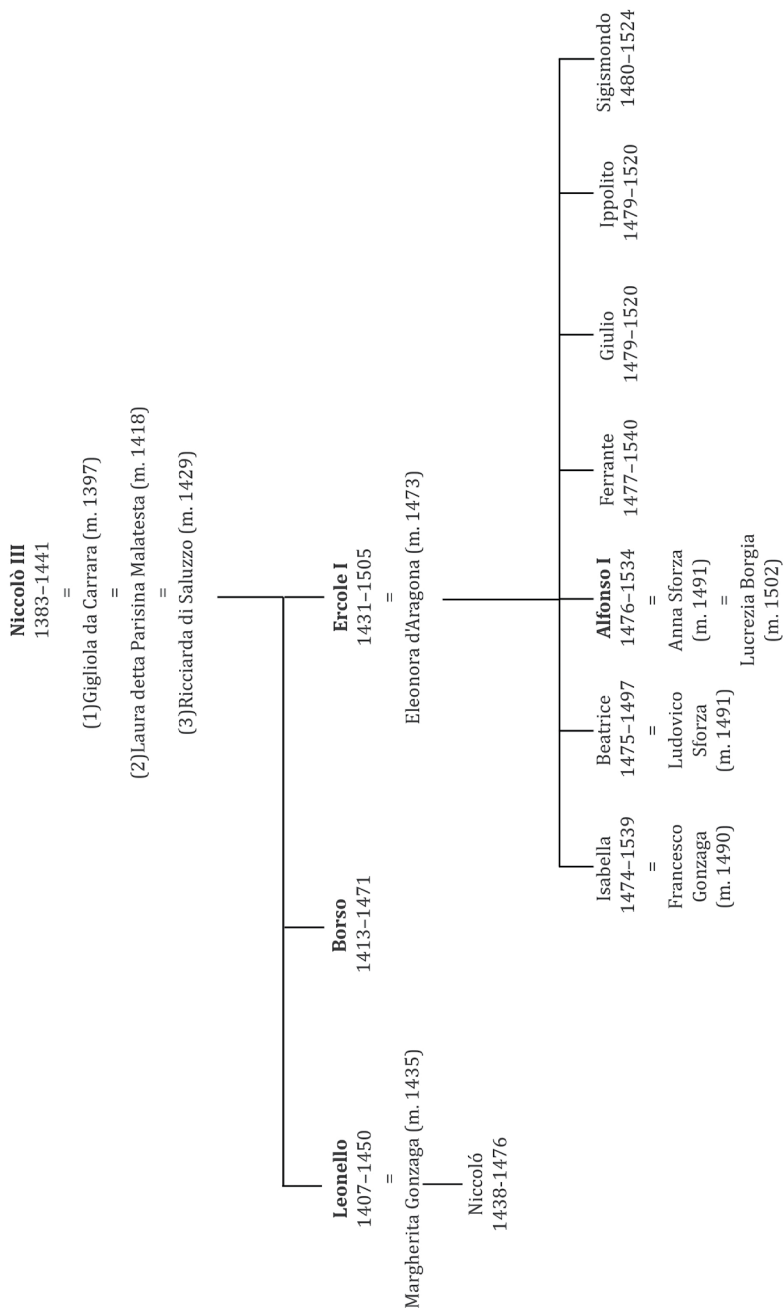 Niccolò III
1383–1441
=
(1)Gigliola da Carrara (m. 1397)
=
(2)Laura detta Parisina Malatesta (m. 1418)
=
(3)Ricciarda di Saluzzo (m. 1429)
Leonello
1407–1450
=
Margherita Gonzaga (m. 1435)
Niccoló
1438-1476
Borso
1413–1471
Ercole I
1431–1505
=
Eleonora d'Aragona (m. 1473)
Isabella
1474–1539
=
Francesco
Gonzaga
(m. 1490)
Beatrice
1475–1497
=
Ludovico
Sforza
(m. 1491)
Alfonso I
1476–1534
=
Anna Sforza
(m. 1491)
=
Lucrezia Borgia
(m. 1502)
Ferrante
1477–1540
Giulio
1479–1520
Ippolito
1479–1520
Sigismondo
1480–1524